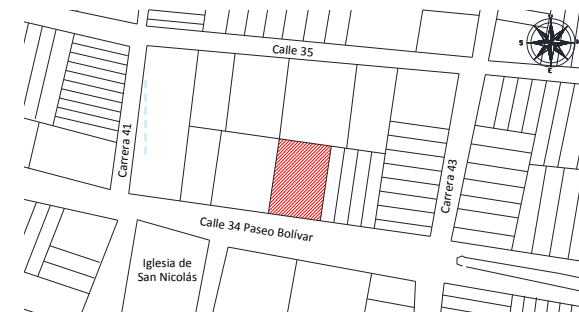 Calle 35
S
N
E
Carrera 41
Carrera 43
Calle 34 Paseo Bolívar
Iglesia de
San Nicolás